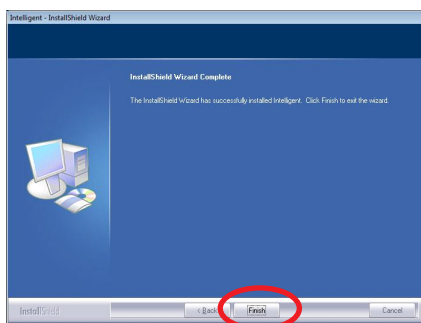 Intelligent - InstallShield Wizard
InstallShield Wizard Complete
The InstallShield Wizard has successfully installed Intelligent. Click Finish to exit the wizard.
InstallShield
< Back
Finish
Cancel